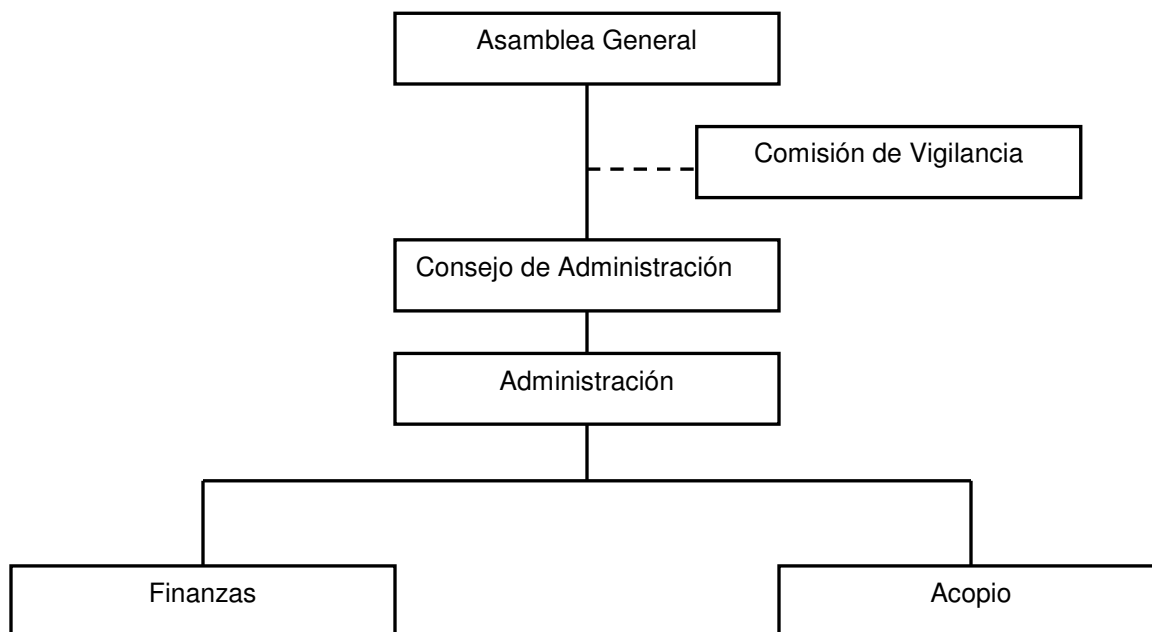 Asamblea General
Comisión de Vigilancia
Consejo de Administración
Administración
Finanzas
Acopio